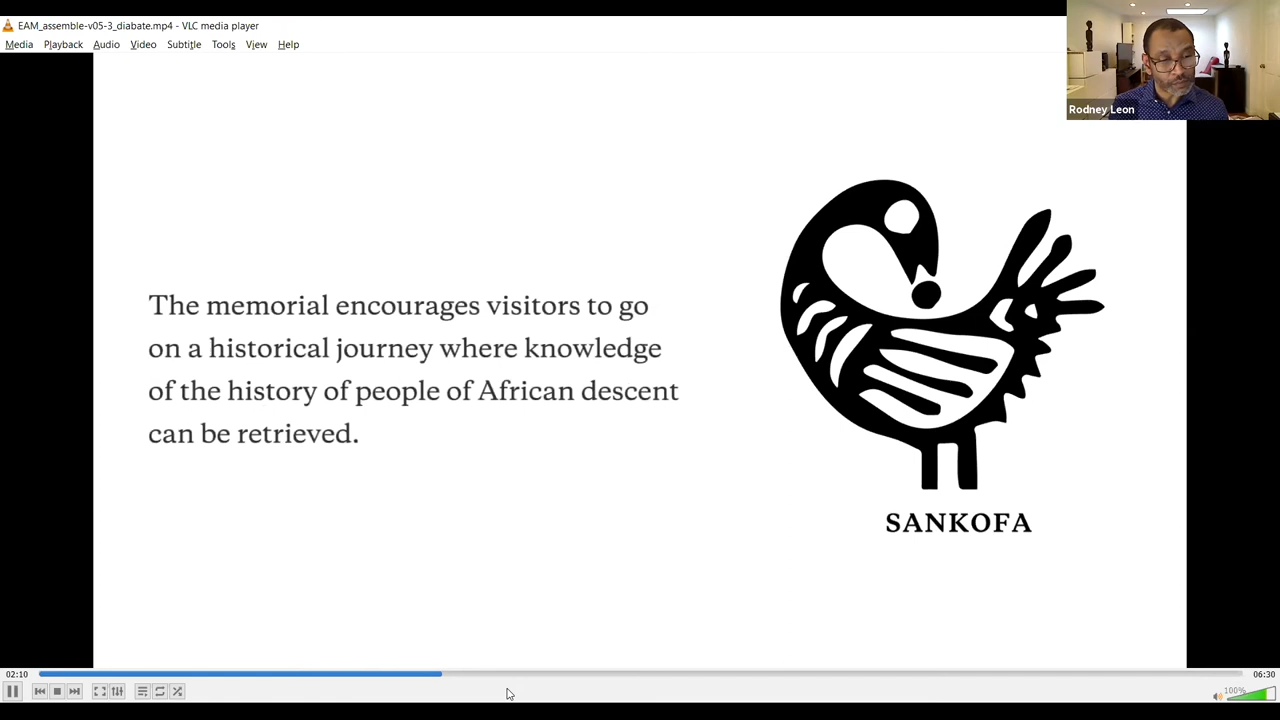 EAM_assemble-v05-3_diabate.mp4 - VLC media player
Media Playback Audio Video Subtitle Tools View Help
Rodney Leon
The memorial encourages visitors to go
on a historical journey where knowledge
of the history of people of African descent
can be retrieved.
SANKOFA
02:10
06:30
100%